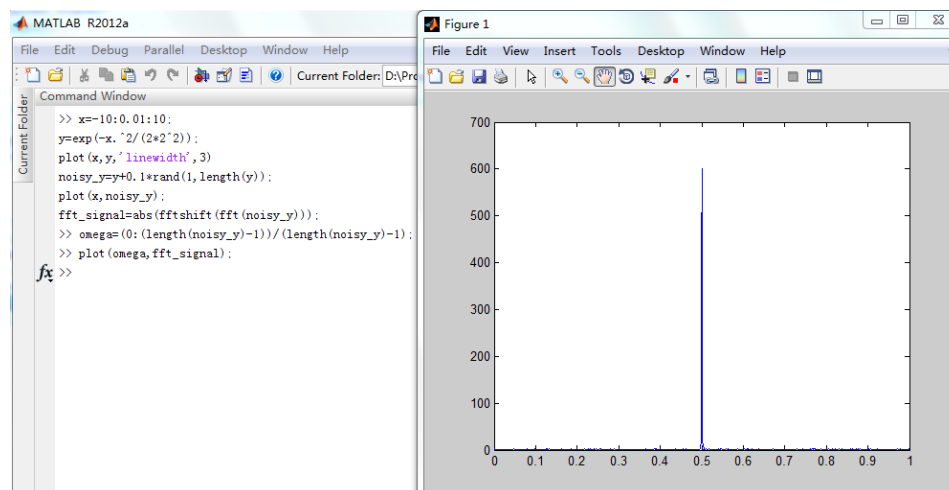 MATLAB R2012a
File Edit Debug Parallel Desktop Window Help
Current Folder: D:\Pro
Current Folder
Command Window
>> x=-10:0.01:10;
y=exp(-x.^2/(2*2^2));
plot(x,y,'linewidth',3)
noisy_y=y+0.1*rand(1,length(y));
plot(x,noisy_y);
fft_signal=abs(fftshift(fft(noisy_y)));
>> omega=(0:(length(noisy_y)-1))/(length(noisy_y)-1);
>> plot(omega,fft_signal);
fx >>
Figure 1
File Edit View Insert Tools Desktop Window Help
700
600
500
400
300
200
100
0
0 0.1 0.2 0.3 0.4 0.5 0.6 0.7 0.8 0.9 1